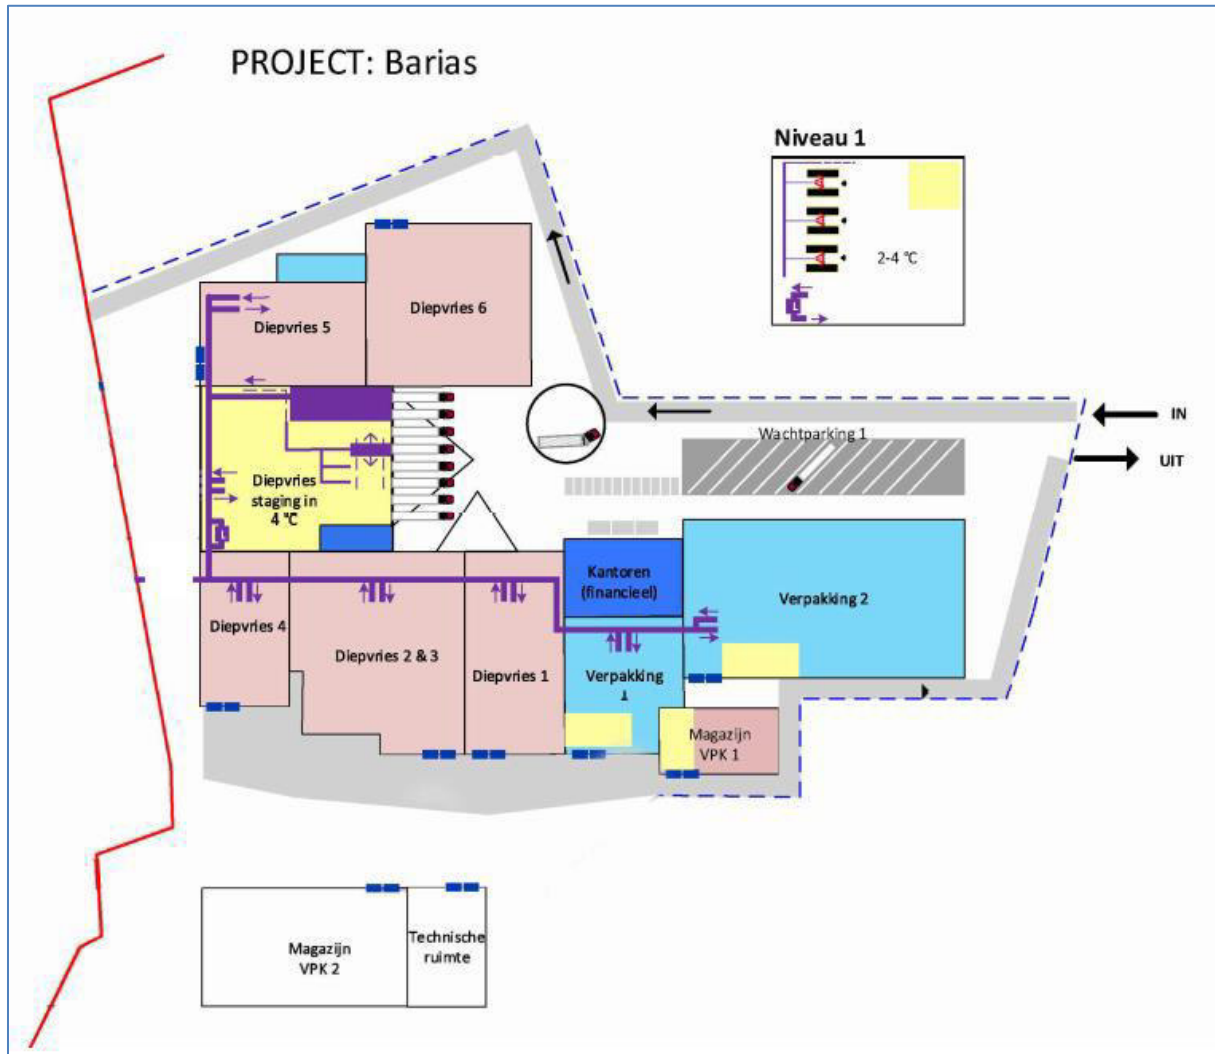 PROJECT: Barias
Niveau 1
2-4 °C
Diepvries 6
Diepvries 5
IN
Wachtparking 1
UIT
Diepvries
staging in
4 °C
Kantoren
(financieel)
Verpakking 2
Diepvries 4
Diepvries 2 & 3
Diepvries 1
Verpakking
1
Magazijn
VPK 1
Magazijn
VPK 2
Technische
ruimte